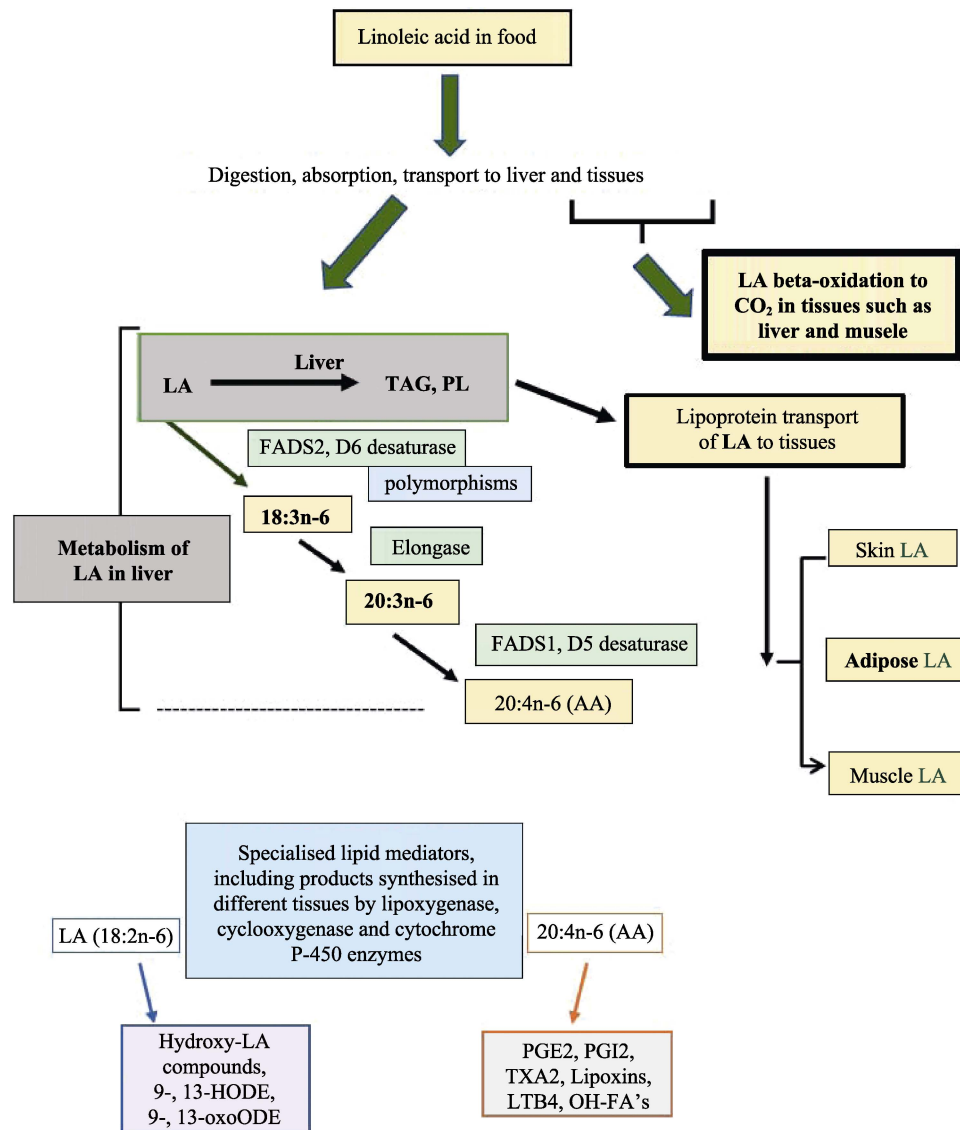 Linoleic acid in food
Digestion, absorption, transport to liver and tissues
LA beta-oxidation to
CO₂ in tissues such as
liver and musele
Liver
LA
TAG, PL
Lipoprotein transport
of LA to tissues
FADS2, D6 desaturase
polymorphisms
18:3n-6
Metabolism of
LA in liver
Elongase
20:3n-6
FADS1, D5 desaturase
20:4n-6 (AA)
Skin LA
Adipose LA
Muscle LA
Specialised lipid mediators,
including products synthesised in
different tissues by lipoxygenase,
cyclooxygenase and cytochrome
P-450 enzymes
LA (18:2n-6)
20:4n-6 (AA)
Hydroxy-LA
compounds,
9-, 13-HODE,
9-, 13-oxoODE
PGE2, PGI2,
TXA2, Lipoxins,
LTB4, OH-FA's